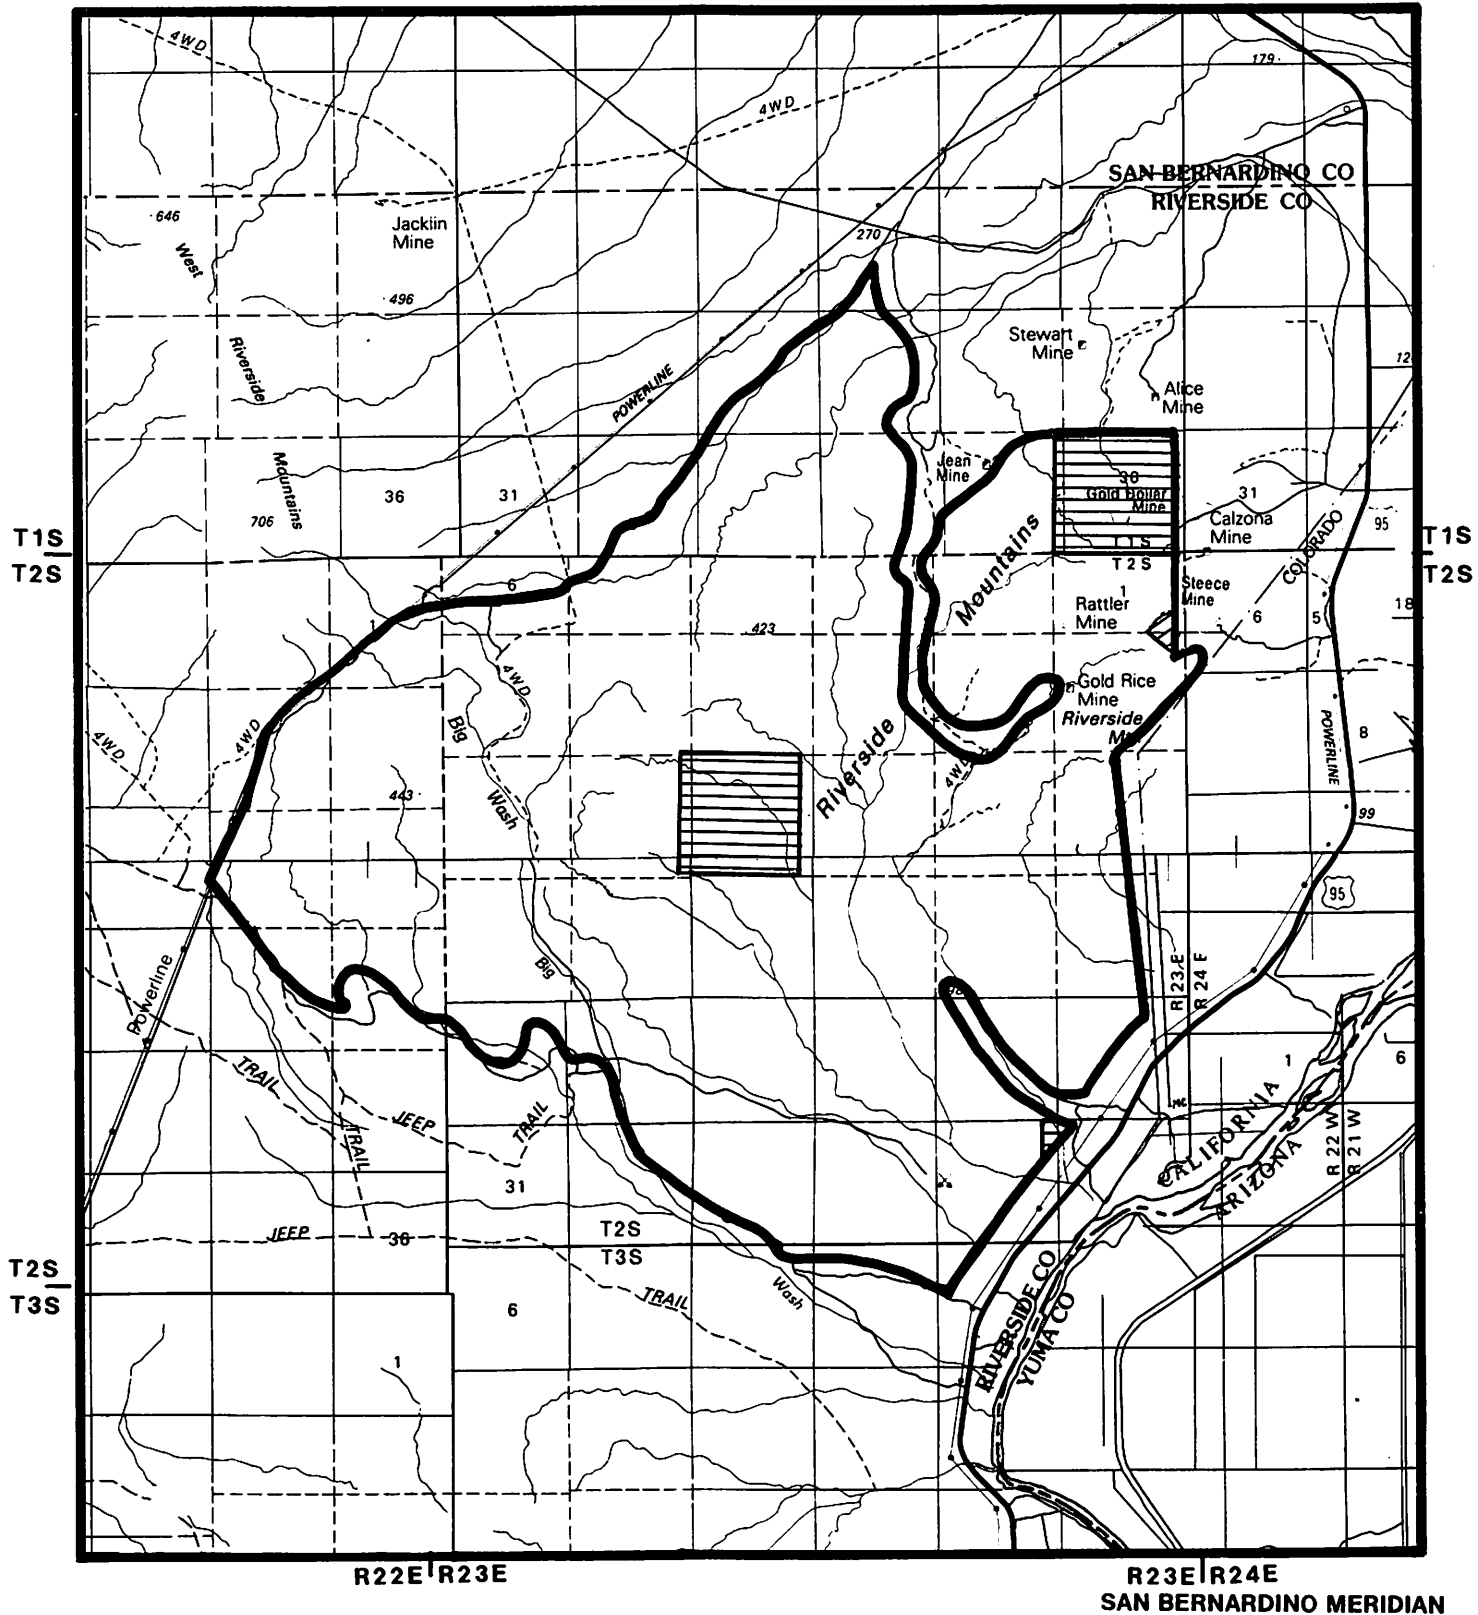 4WD
179
4WD
SAN BERNARDINO CO
RIVERSIDE CO
646
Jackiin
Mine
270
West
496
Stewart
Mine
Riverside
POWERLINE
Alice
Mine
Jean
Mine
Mountains
36
31
706
Gold Dollar
Mine
31
Calzona
Mine
95
COLORADO
T1S
T2S
T1S
T2S
T1S
T2S
Mountains
6
1
Steece
Mine
Rattler
Mine
6
5
18
423
4WD
Gold Rice
Mine
Riverside
Big
4WD
4WD
Riverside
4WD
POWERLINE
8
443
Wash
99
95
Big
Powerline
R 23 E
R 24 E
TRAIL
JEEP
TRAIL
TRAIL
1
6
CALIFORNIA
ARIZONA
R 22 W
R 21 W
31
JEEP
36
T2S
T3S
T2S
T3S
TRAIL
Wash
6
RIVERSIDE CO
YUMA CO
1
R22E R23E
R23E R24E
SAN BERNARDINO MERIDIAN